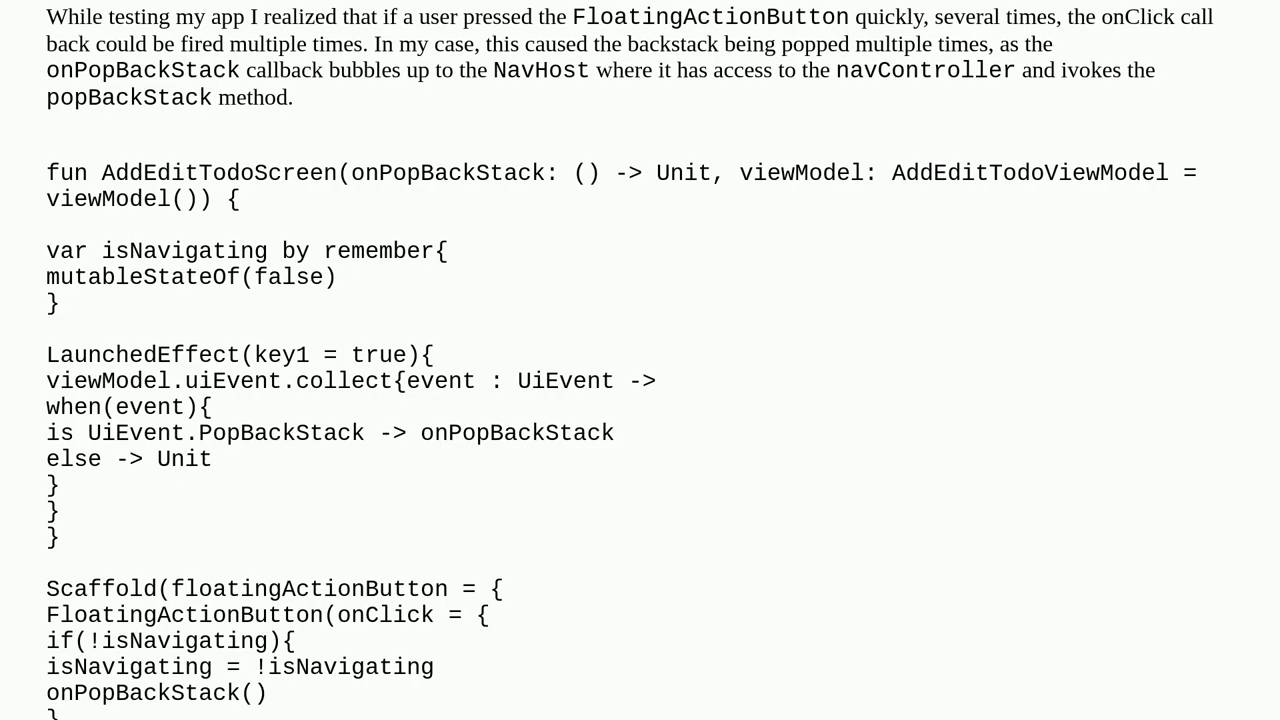 While testing my app I realized that if a user pressed the FloatingActionButton quickly, several times, the onClick call
back could be fired multiple times. In my case, this caused the backstack being popped multiple times, as the
onPopBackStack callback bubbles up to the NavHost where it has access to the navController and ivokes the
popBackStack method.
fun AddEditTodoScreen(onPopBackStack: () -> Unit, viewModel: AddEditTodoViewModel =
viewModel()) {
var isNavigating by remember{
mutableStateOf(false)
}
LaunchedEffect(key1 = true){
viewModel.uiEvent.collect{event : UiEvent ->
when(event){
is UiEvent.PopBackStack -> onPopBackStack
else -> Unit
}
}
}
Scaffold(floatingActionButton = {
FloatingActionButton(onClick = {
if(!isNavigating){
isNavigating = !isNavigating
onPopBackStack()
}